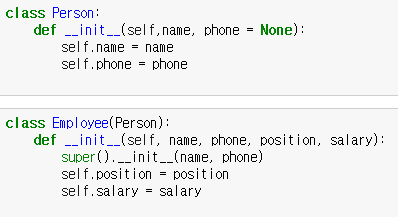 class Person:
    def __init__(self,name, phone = None):
        self.name = name
        self.phone = phone
class Employee(Person):
    def __init__(self, name, phone, position, salary):
        super().__init__(name, phone)
        self.position = position
        self.salary = salary